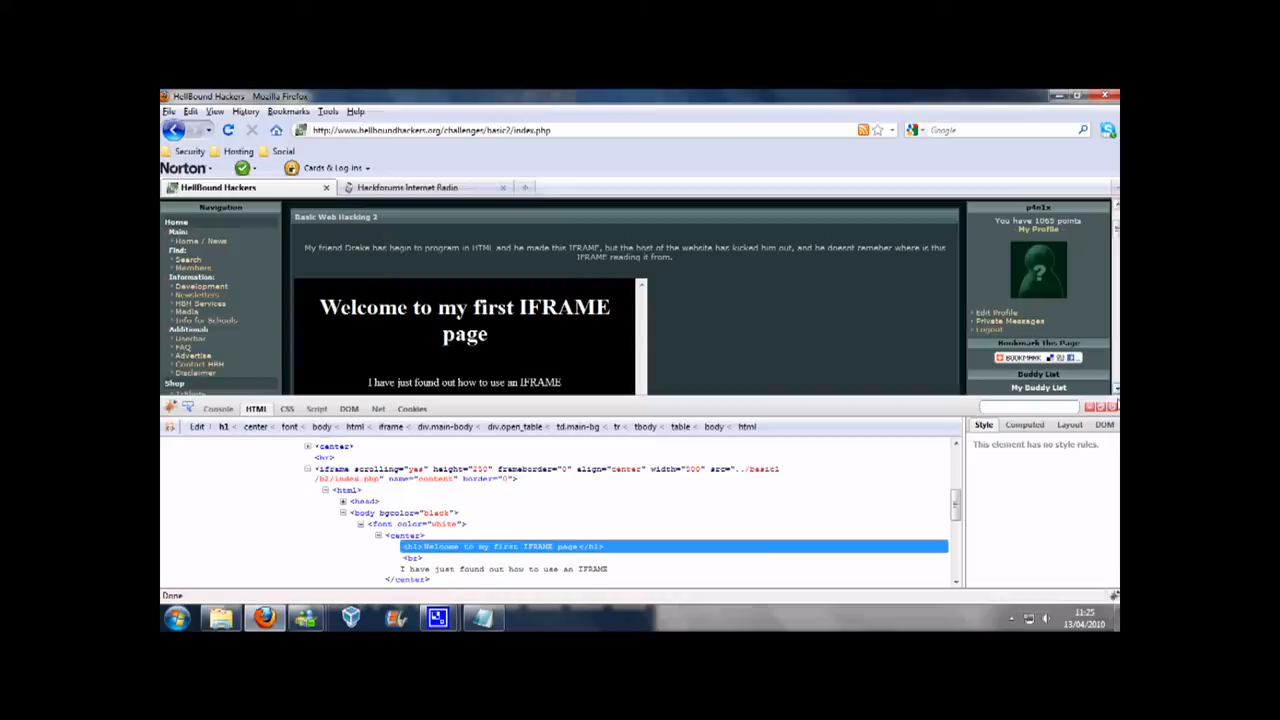 HellBound Hackers - Mozilla Firefox
File Edit View History Bookmarks Tools Help
http://www.hellboundhackers.org/challenges/basic2/index.php
Google
Security Hosting Social
Norton Cards & Log-ins
HellBound Hackers Hackforums Internet Radio
Navigation
Home
Main:
Home / News
Find:
Search
Members
Information:
Development
Newsletters
HBH Services
Media
Info for Schools
Additional:
Userbar
FAQ
Advertise
Contact HBH
Disclaimer
Shop
Basic Web Hacking 2
My friend Drake has begin to program in HTML and he made this IFRAME, but the host of the website has kicked him out, and he doesnt remeber where is this
IFRAME reading it from.
Welcome to my first IFRAME
page
I have just found out how to use an IFRAME
p4n1x
You have 1065 points
- My Profile -
Edit Profile
Private Messages
Logout
Bookmark This Page
BOOKMARK
Buddy List
My Buddy List
Console HTML CSS Script DOM Net Cookies
Edit h1 < center < font < body < html < iframe < div.main-body < div.open_table < td.main-bg < tr < tbody < table < body < html
Style Computed Layout DOM
This element has no style rules.
<center>
<br>
<iframe scrolling="yes" height="250" frameborder="0" align="center" width="500" src="../basic1
/b2/index.php" name="content" border="0">
<html>
<head>
<body bgcolor="black">
<font color="white">
<center>
<h1>Welcome to my first IFRAME page</h1>
<br>
I have just found out how to use an IFRAME
</center>
Done
11:25
13/04/2010